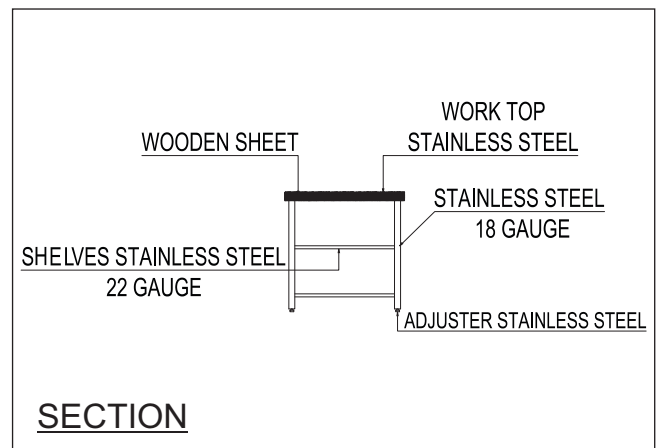 WORK TOP
WOODEN SHEET
STAINLESS STEEL
STAINLESS STEEL
18 GAUGE
SHELVES STAINLESS STEEL
22 GAUGE
ADJUSTER STAINLESS STEEL
SECTION